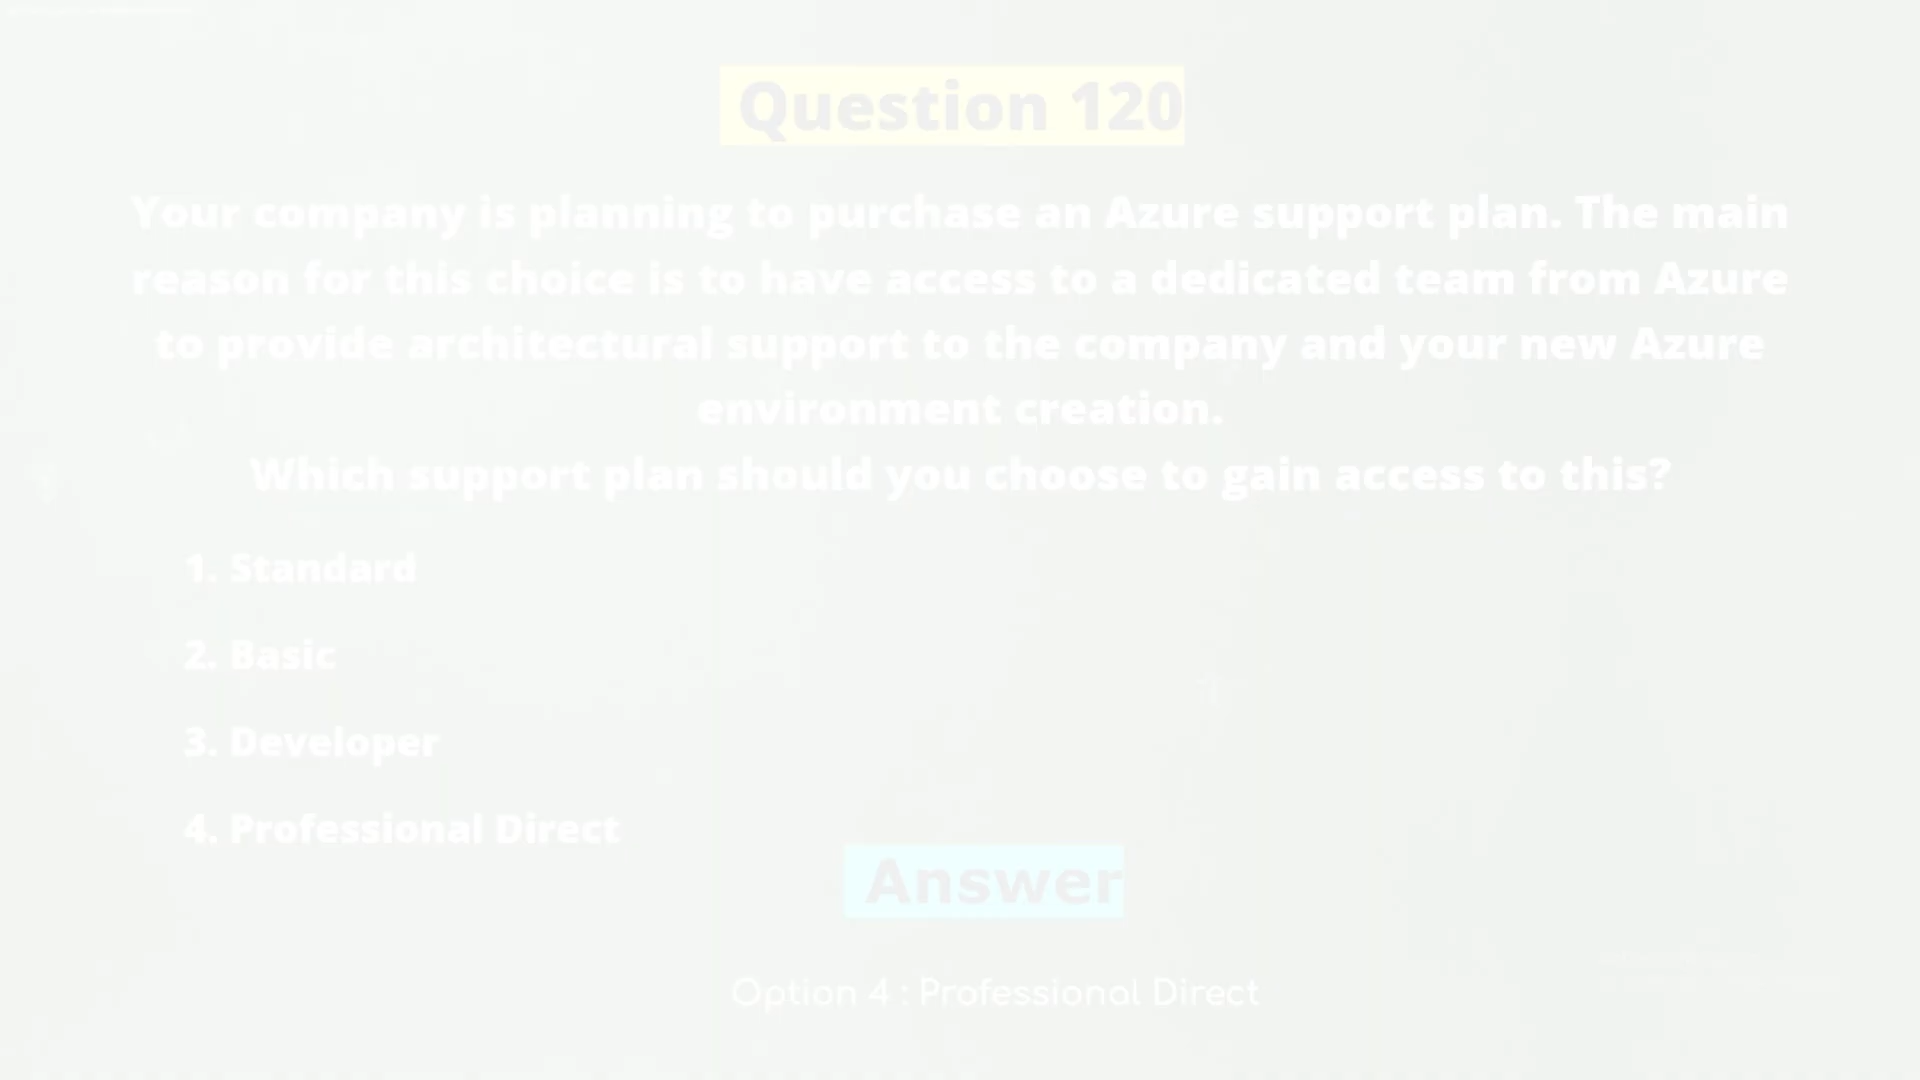 Question 120
Your company is planning to purchase an Azure support plan. The main
reason for this choice is to have access to a dedicated team from Azure
to provide architectural support to the company and your new Azure
environment creation.
Which support plan should you choose to gain access to this?
1. Standard
2. Basic
3. Developer
4. Professional Direct
Answer
Option 4 : Professional Direct